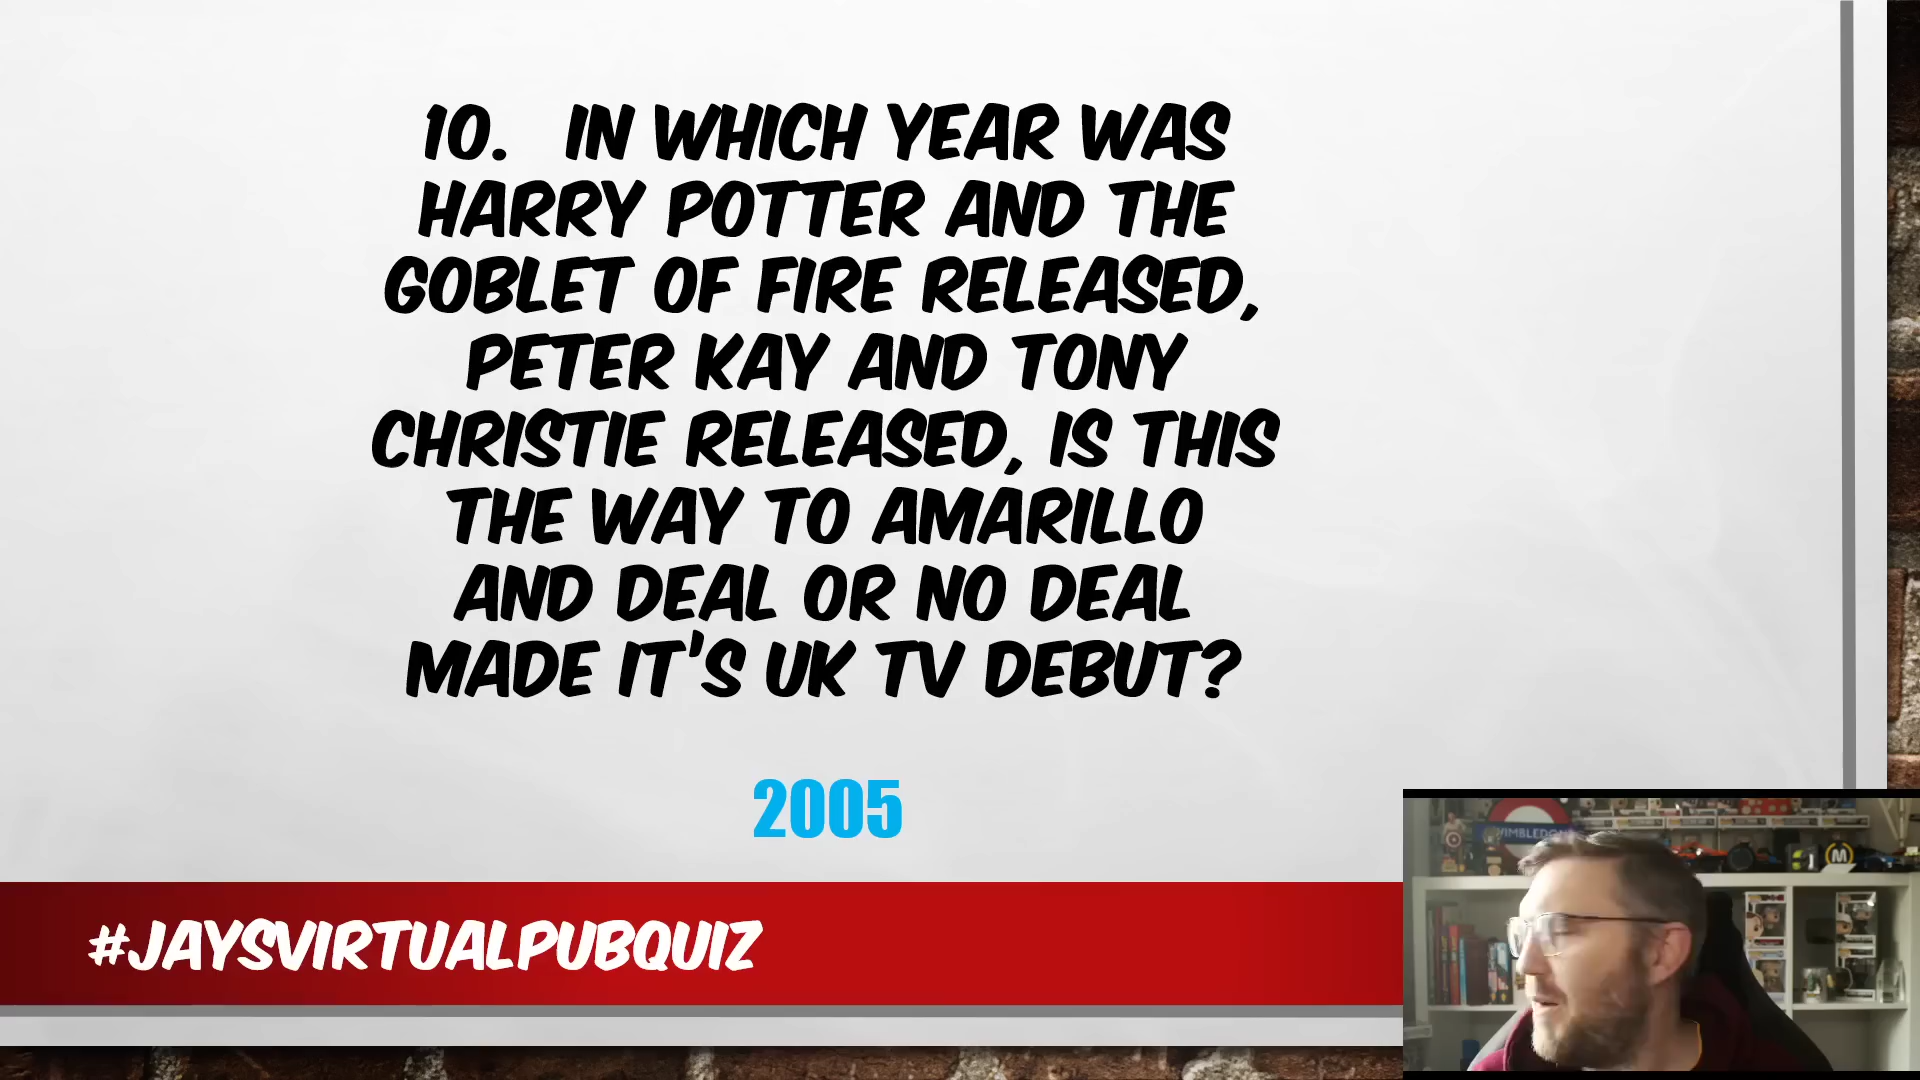 10. IN WHICH YEAR WAS
HARRY POTTER AND THE
GOBLET OF FIRE RELEASED,
PETER KAY AND TONY
CHRISTIE RELEASED, IS THIS
THE WAY TO AMARILLO
AND DEAL OR NO DEAL
MADE IT'S UK TV DEBUT?
2005
#JAYSVIRTUALPUBQUIZ
WIMBLEDON